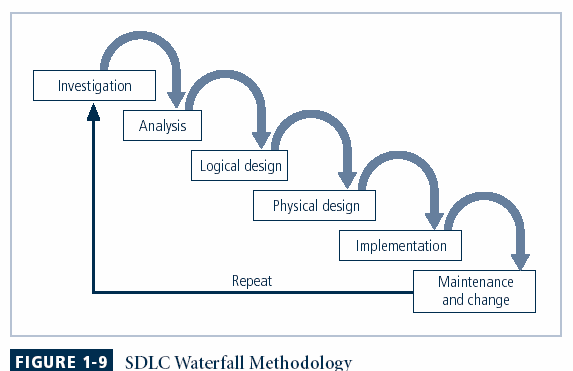 Investigation
Analysis
Logical design
Physical design
Implementation
Maintenance
and change
Repeat
FIGURE 1-9 SDLC Waterfall Methodology